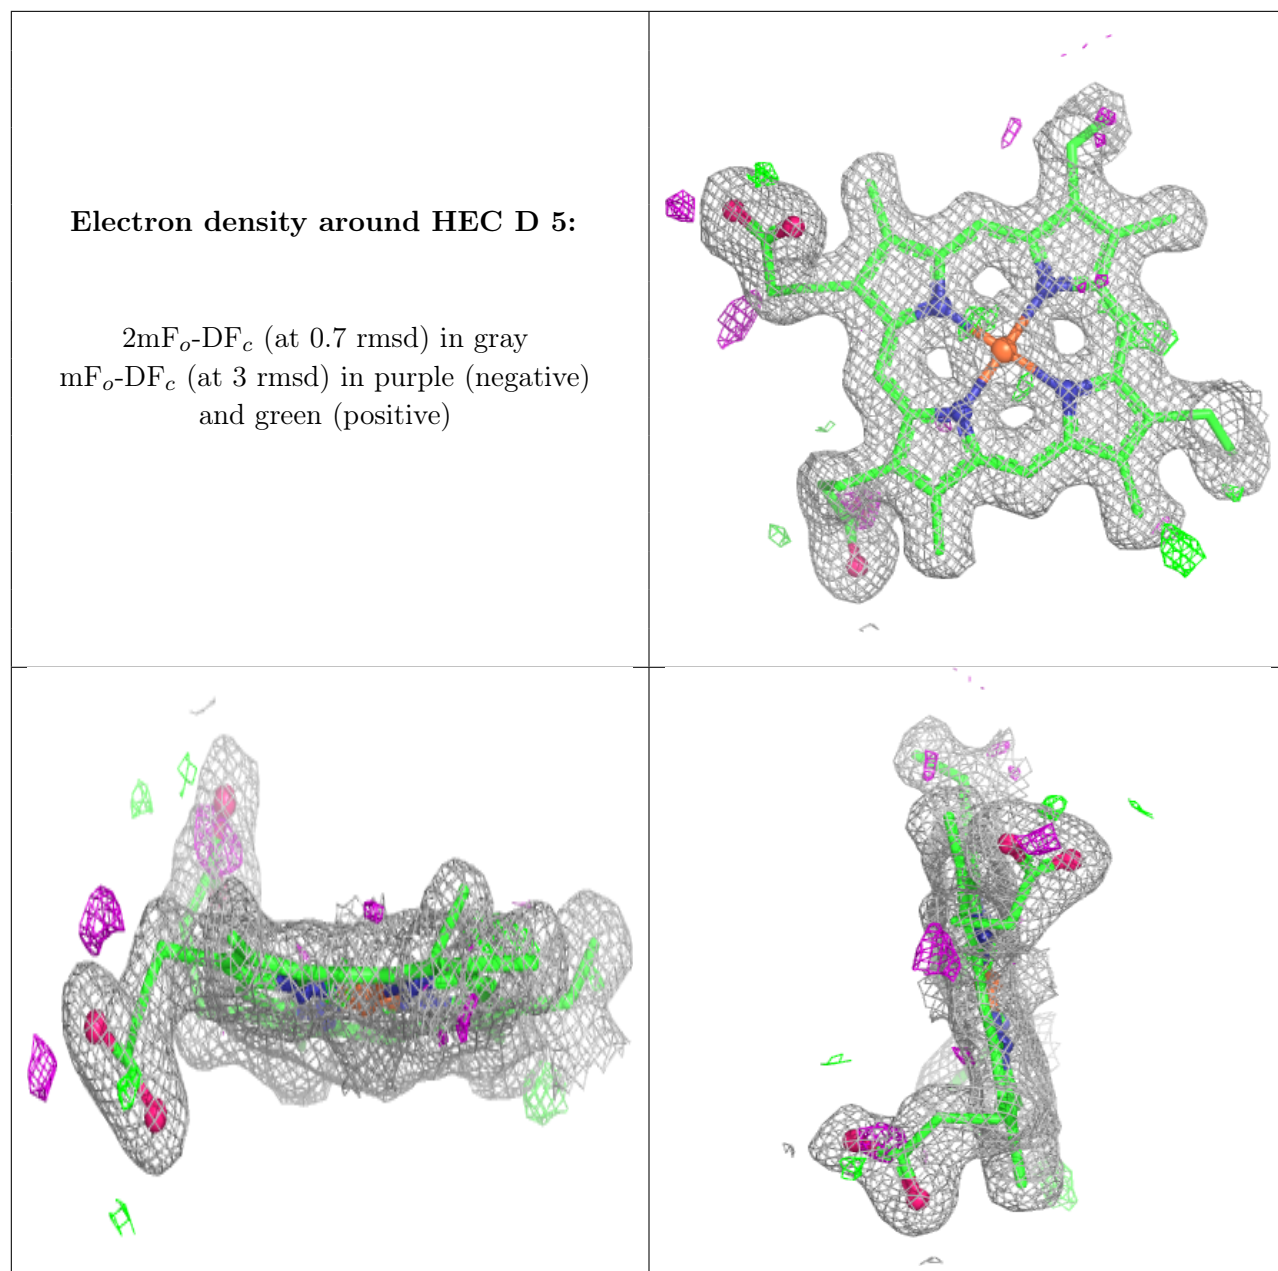 Electron density around HEC D 5:
2mFo-DFc (at 0.7 rmsd) in gray
mFo-DFc (at 3 rmsd) in purple (negative)
and green (positive)